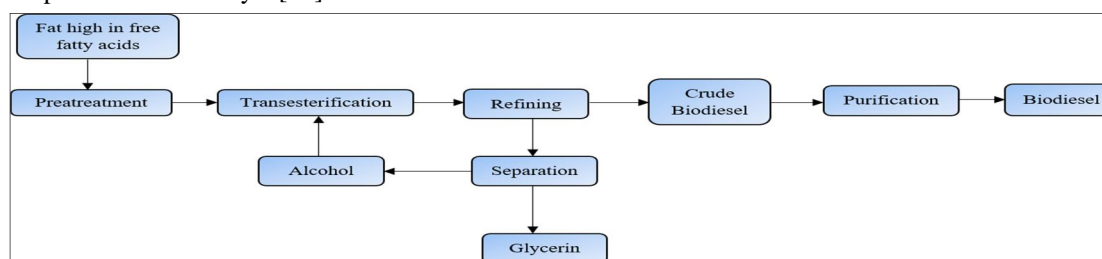 Fat high in free
fatty acids
Preatreatment
Transesterification
Refining
Crude
Biodiesel
Purification
Biodiesel
Alcohol
Separation
Glycerin